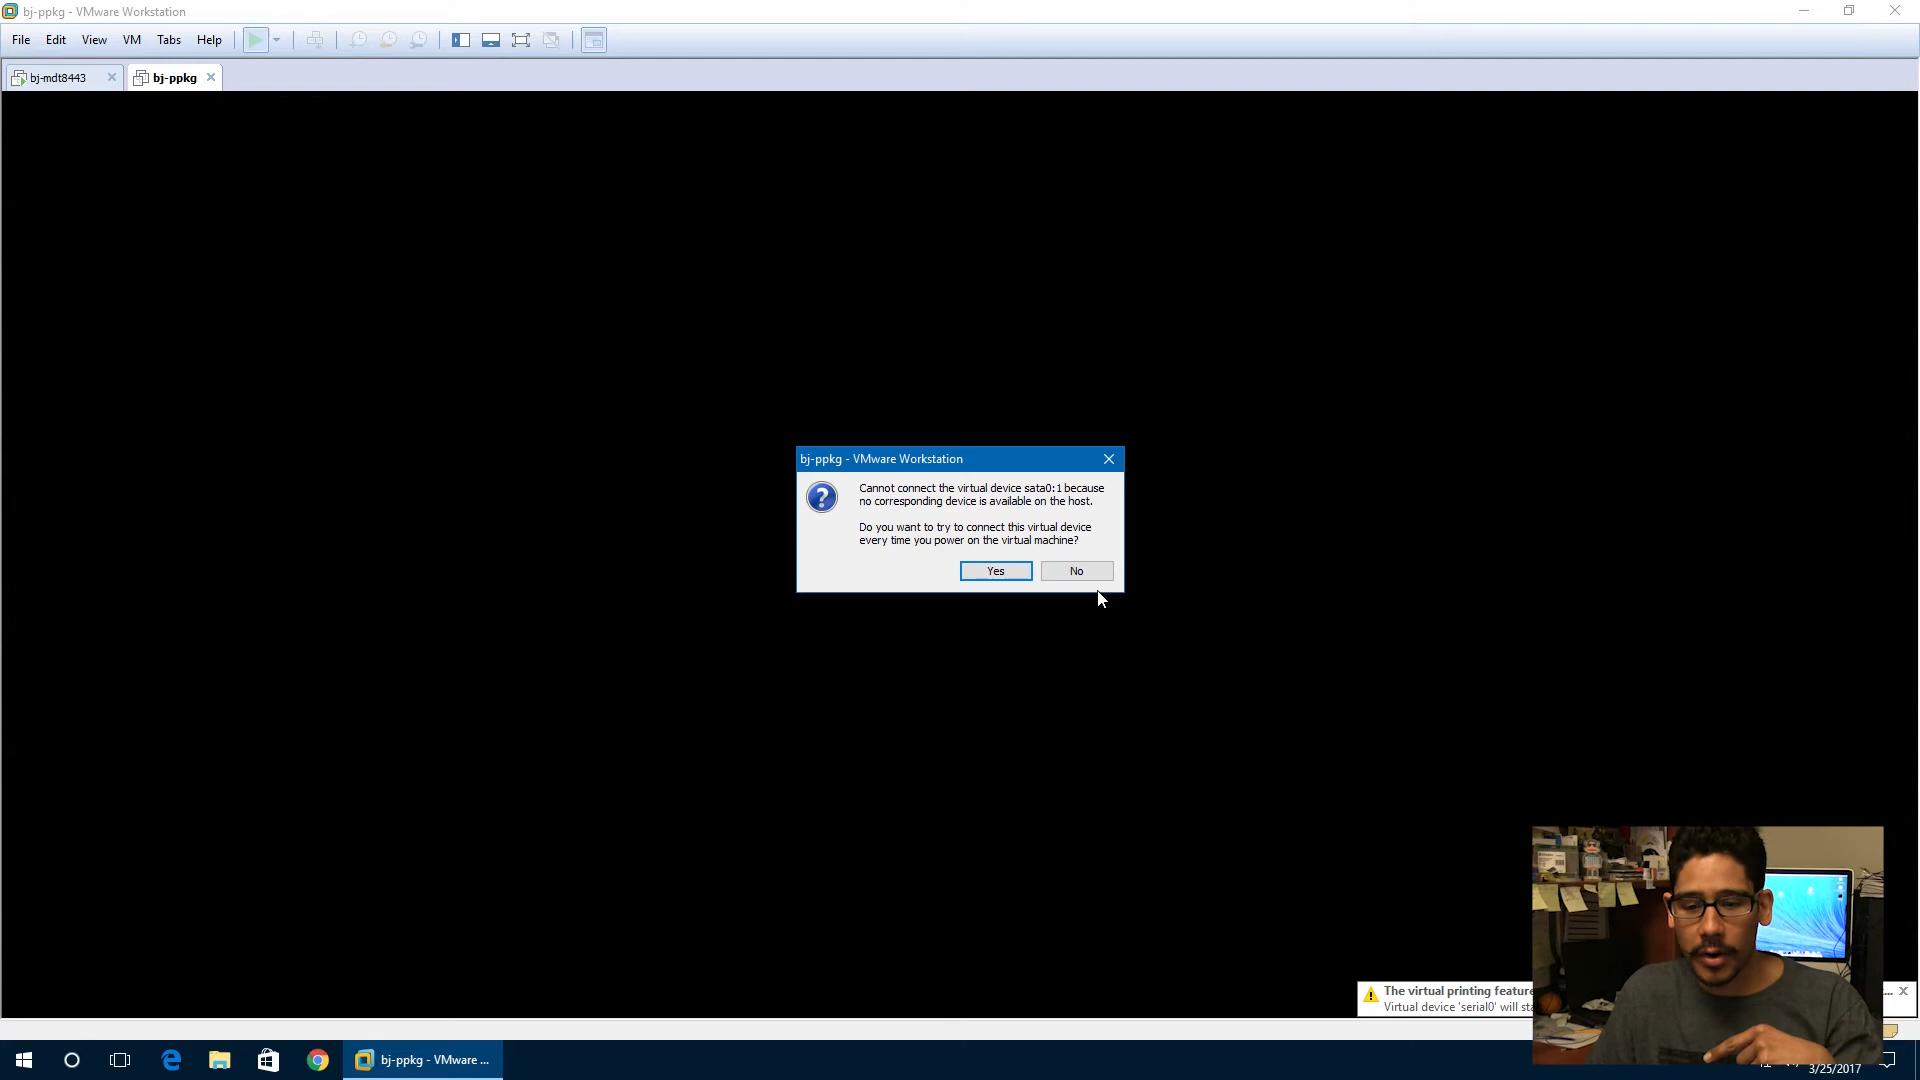 bj-ppkg - VMware Workstation
File Edit View VM Tabs Help
bj-mdt8443 bj-ppkg
bj-ppkg - VMware Workstation
Cannot connect the virtual device sata0:1 because
no corresponding device is available on the host.
Do you want to try to connect this virtual device
every time you power on the virtual machine?
Yes No
The virtual printing feature ...
Virtual device 'serial0' will sta
bj-ppkg - VMware ...
3/25/2017